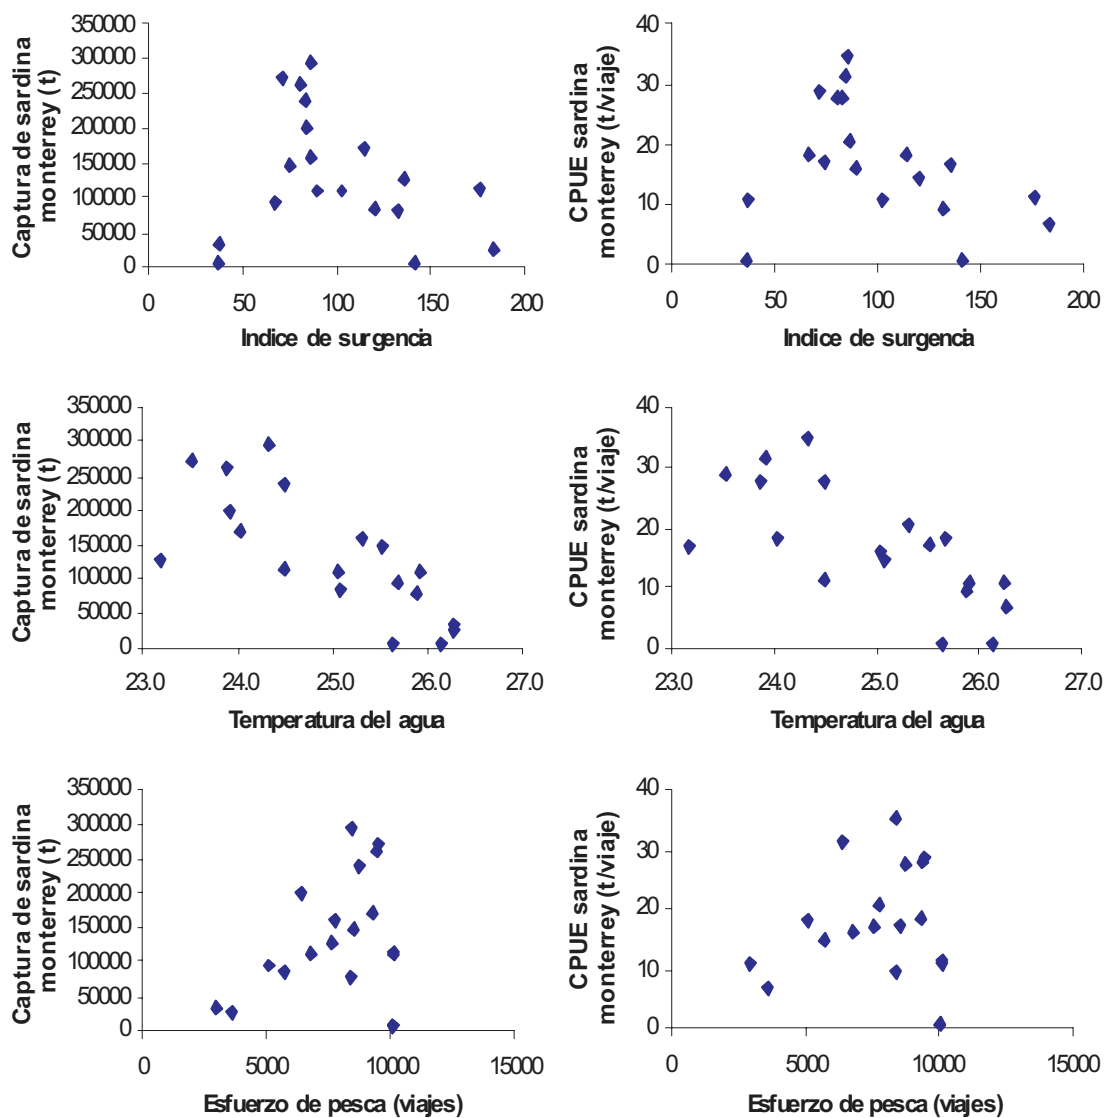 Captura de sardina
monterrey (t)
350000
300000
250000
200000
150000
100000
50000
0
0 50 100 150 200
Indice de surgencia
CPUE sardina
monterrey (t/viaje)
40
30
20
10
0
0 50 100 150 200
Indice de surgencia
Captura de sardina
monterrey (t)
350000
300000
250000
200000
150000
100000
50000
0
23.0 24.0 25.0 26.0 27.0
Temperatura del agua
CPUE sardina
monterrey (t/viaje)
40
30
20
10
0
23.0 24.0 25.0 26.0 27.0
Temperatura del agua
Captura de sardina
monterrey (t)
350000
300000
250000
200000
150000
100000
50000
0
0 5000 10000 15000
Esfuerzo de pesca (viajes)
CPUE sardina
monterrey (t/viaje)
40
30
20
10
0
0 5000 10000 15000
Esfuerzo de pesca (viajes)